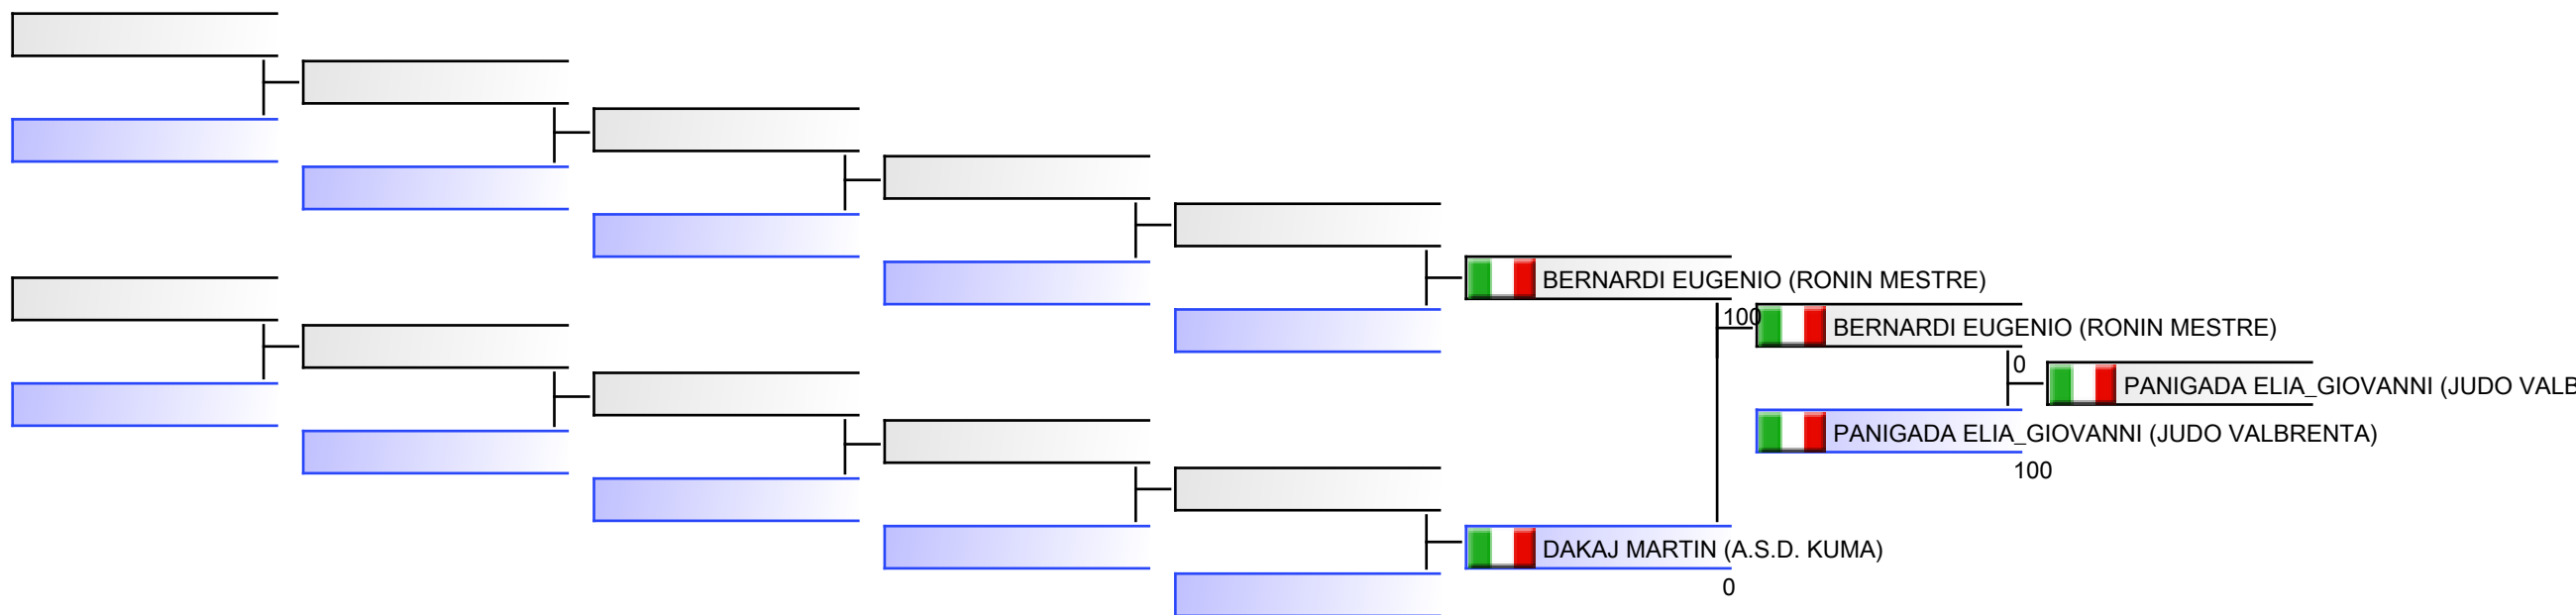 BERNARDI EUGENIO (RONIN MESTRE)
100
BERNARDI EUGENIO (RONIN MESTRE)
0
PANIGADA ELIA_GIOVANNI (JUDO VALB
PANIGADA ELIA_GIOVANNI (JUDO VALBRENTA)
100
DAKAJ MARTIN (A.S.D. KUMA)
0